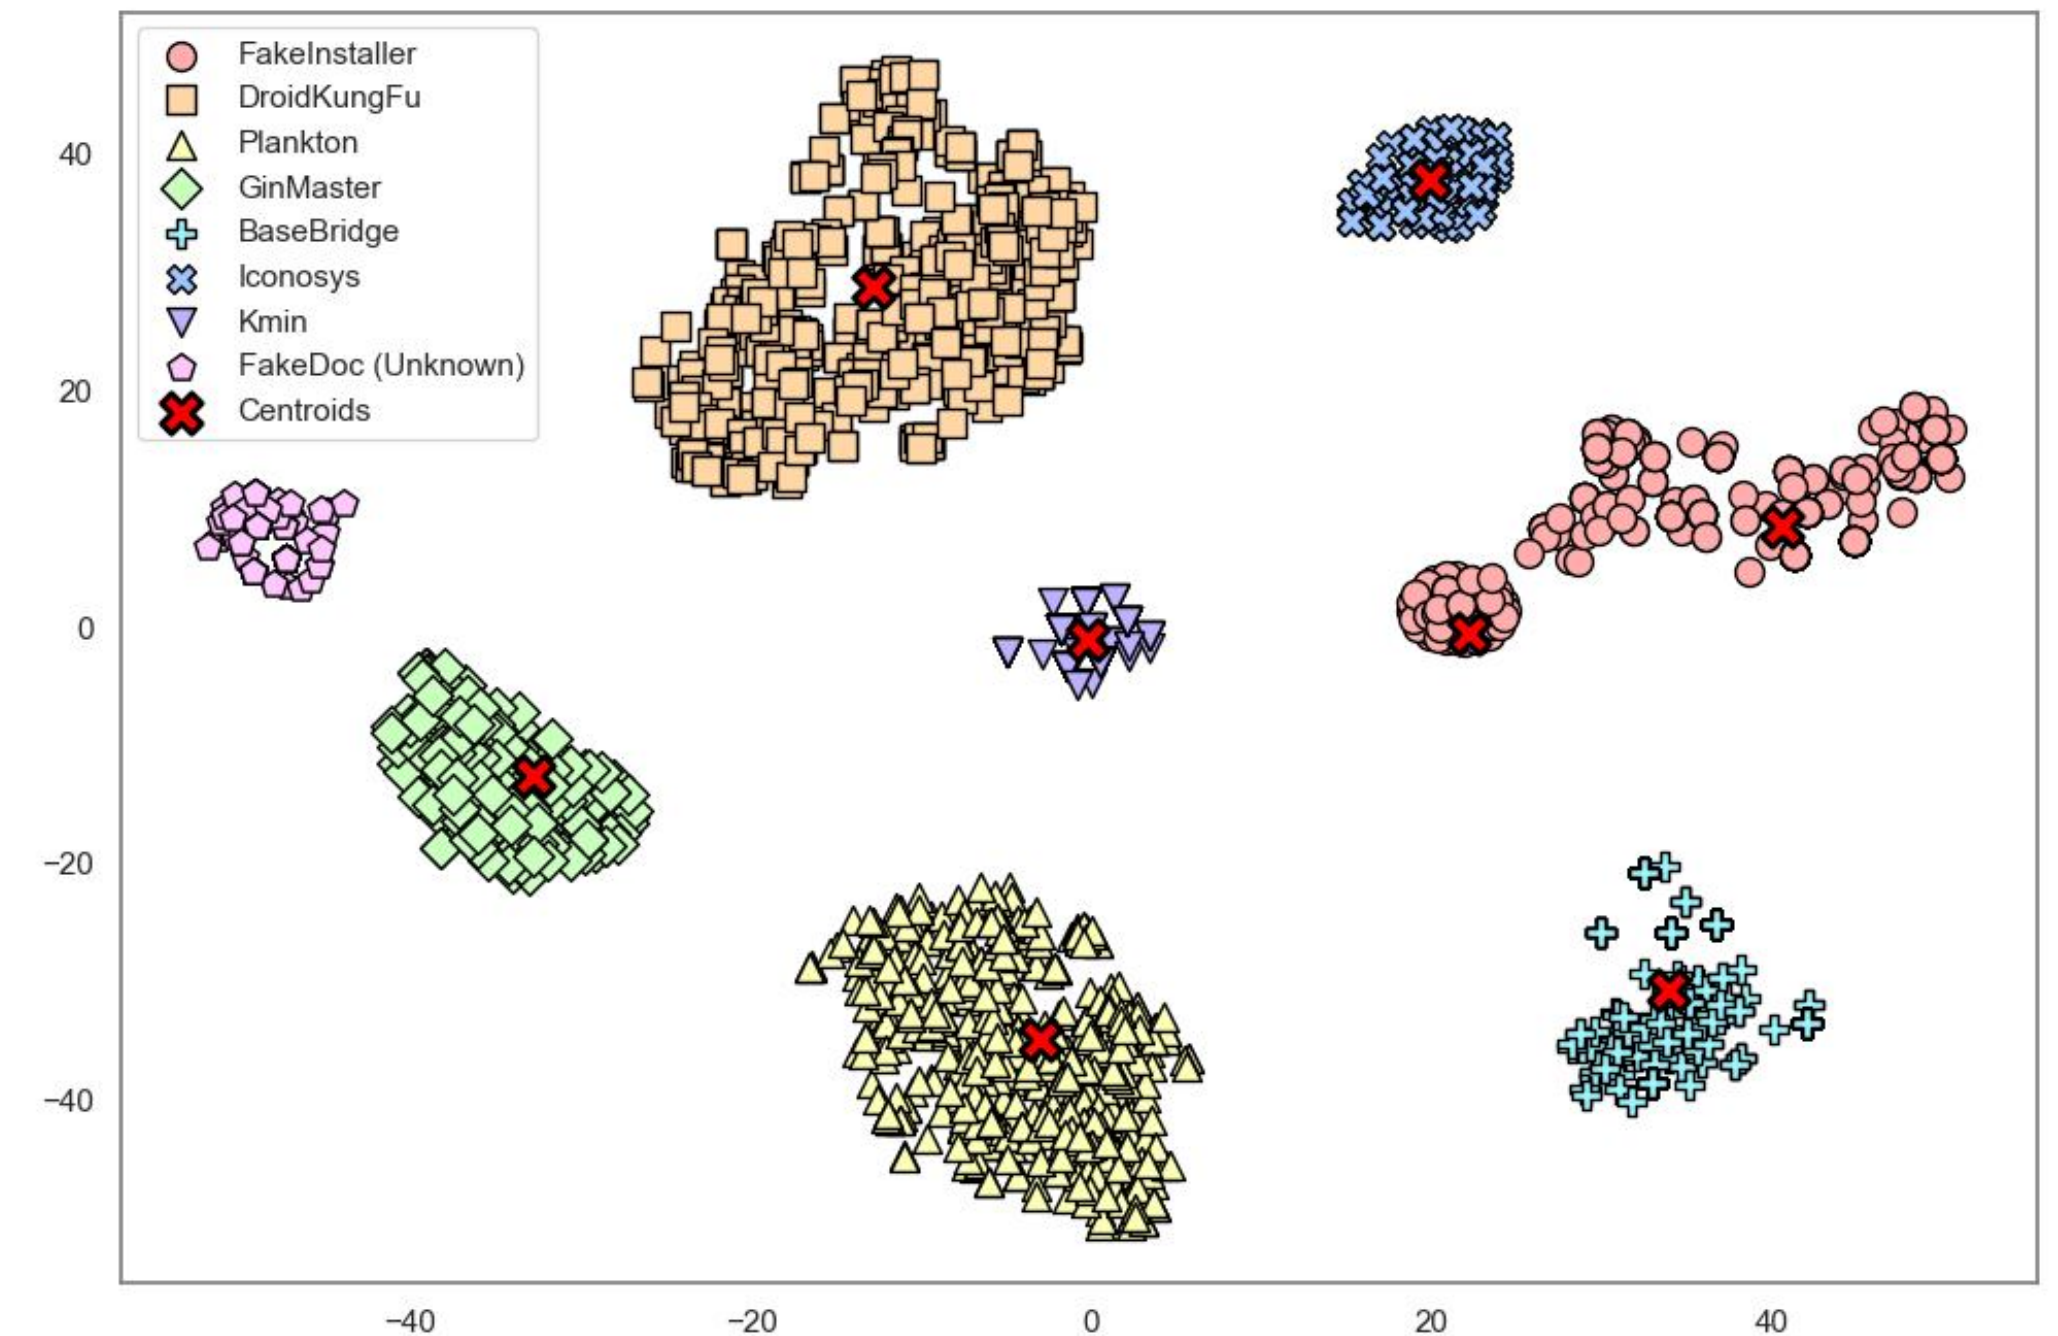 FakeInstaller
DroidKungFu
Plankton
GinMaster
BaseBridge
Iconosys
Kmin
FakeDoc (Unknown)
Centroids
40
20
0
−20
−40
−40 −20 0 20 40